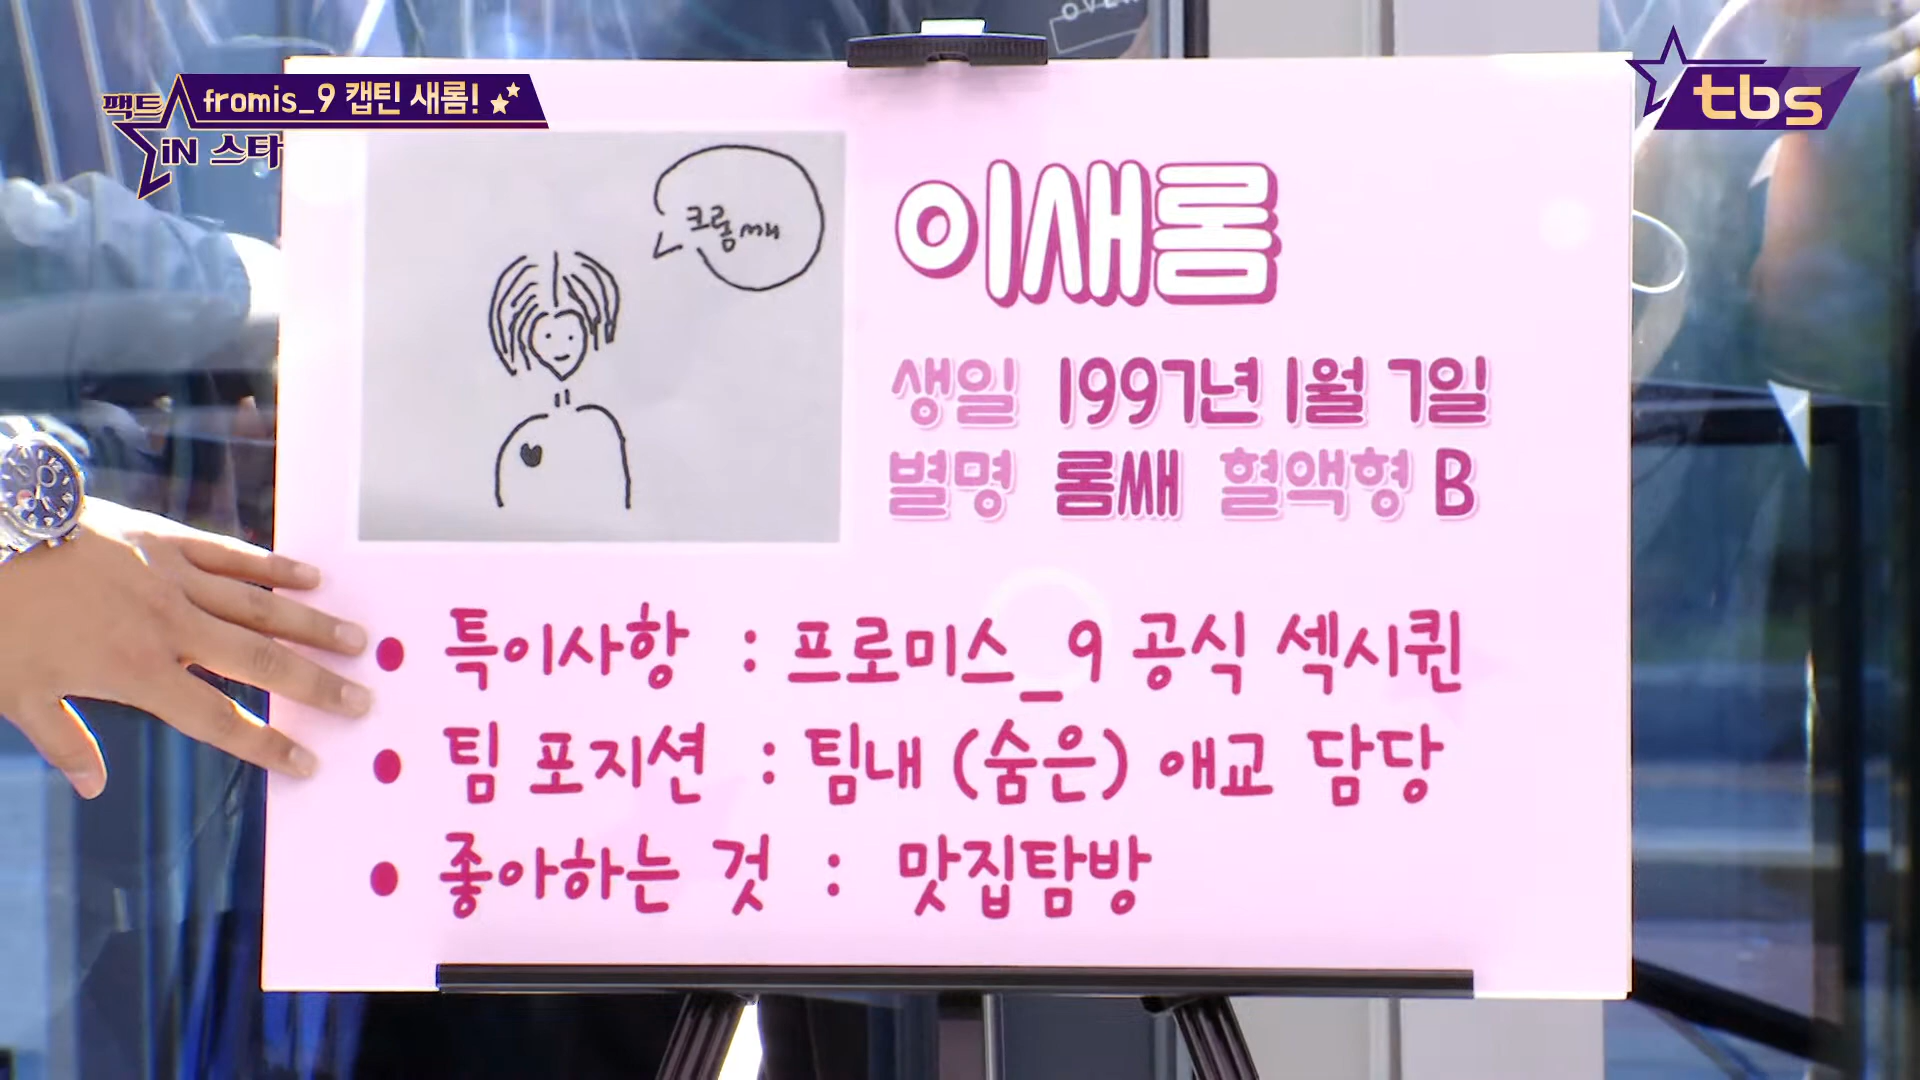 팩트 iN 스타
fromis_9 캡틴 새롬!
tbs
크롬쌔
이새롬
생일 1997년 1월 7일
별명 롬쌔 혈액형 B
• 특이사항 : 프로미스_9 공식 섹시퀸
• 팀 포지션 : 팀내 (숨은) 애교 담당
• 좋아하는 것 : 맛집탐방